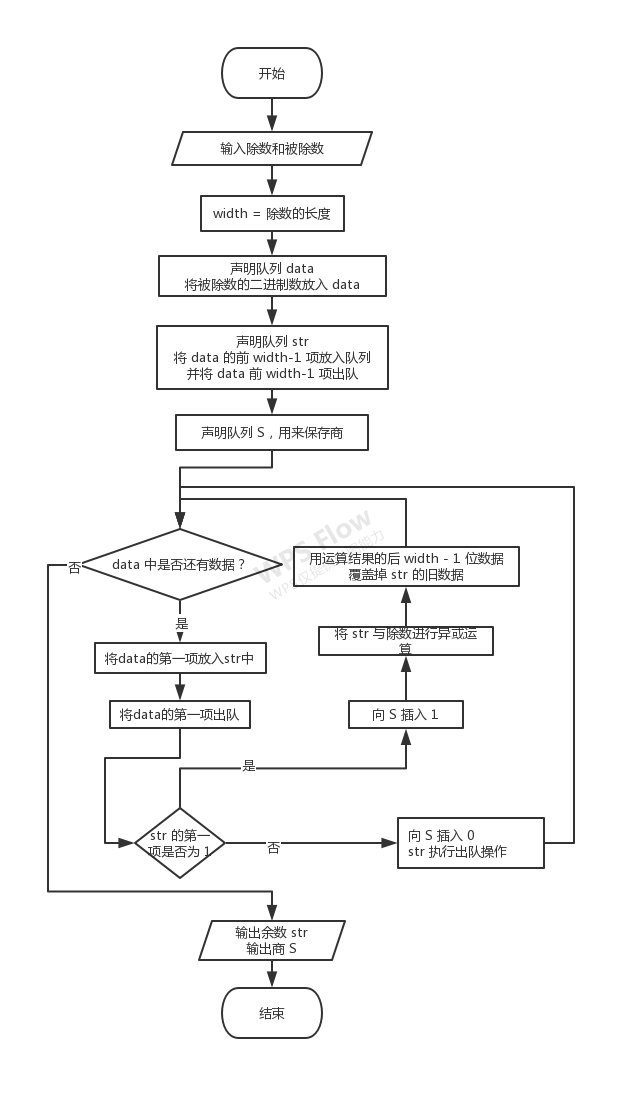 开始
输入除数和被除数
width = 除数的长度
声明队列 data
将被除数的二进制数放入 data
声明队列 str
将 data 的前 width-1 项放入队列
并将 data 前 width-1 项出队
声明队列 S，用来保存商
data 中是否还有数据？
否
是
用运算结果的后 width - 1 位数据
覆盖掉 str 的旧数据
将 str 与除数进行异或运
算
将data的第一项放入str中
将data的第一项出队
向 S 插入 1
是
str 的第一
项是否为 1
否
向 S 插入 0
str 执行出队操作
输出余数 str
输出商 S
结束
WPS Flow